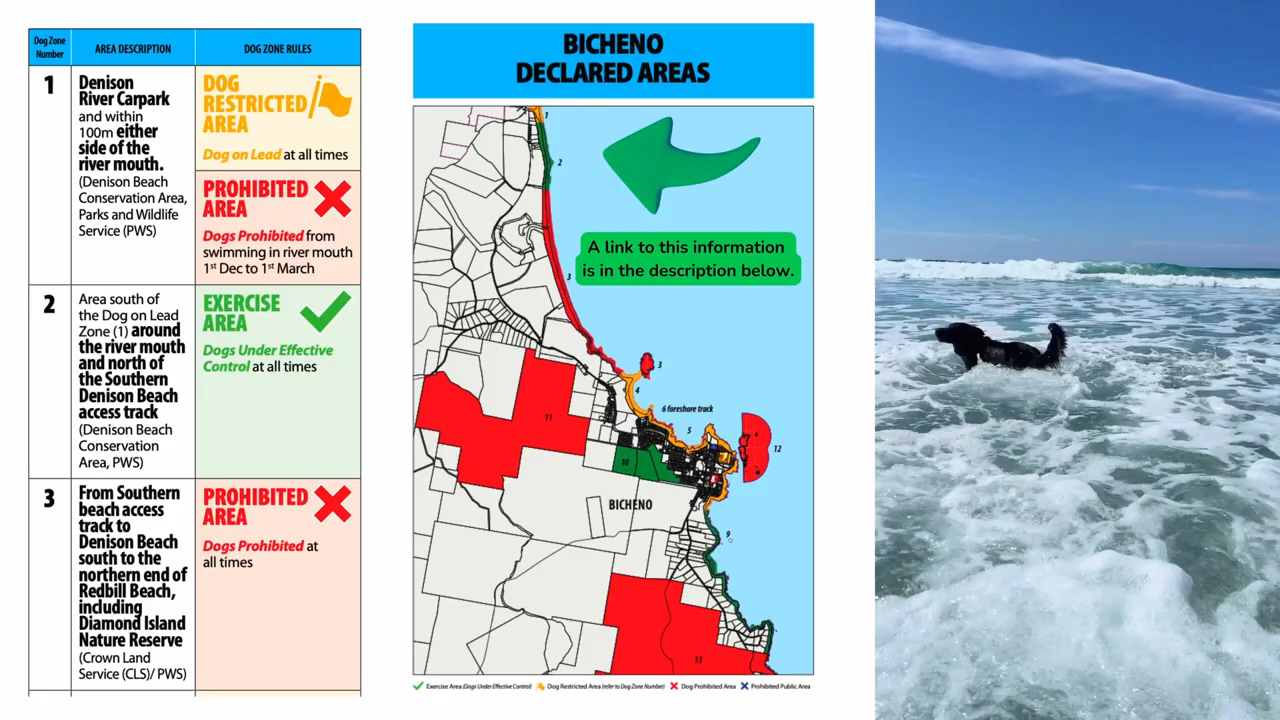 Dog Zone
Number
AREA DESCRIPTION
DOG ZONE RULES
1
Denison
River Carpark
and within
100m either
side of the
river mouth.
(Denison Beach
Conservation Area,
Parks and Wildlife
Service (PWS)
DOG
RESTRICTED
AREA
Dog on Lead at all times
PROHIBITED
AREA
Dogs Prohibited from
swimming in river mouth
1st Dec to 1st March
2
Area south of
the Dog on Lead
Zone (1) around
the river mouth
and north of
the Southern
Denison Beach
access track
(Denison Beach
Conservation
Area, PWS)
EXERCISE
AREA
Dogs Under Effective
Control at all times
3
From Southern
beach access
track to
Denison Beach
south to the
northern end of
Redbill Beach,
including
Diamond Island
Nature Reserve
(Crown Land
Service (CLS)/ PWS)
PROHIBITED
AREA
Dogs Prohibited at
all times
BICHENO
DECLARED AREAS
1
2
A link to this information
is in the description below.
3
3
4
6 foreshore track
11
5
12
10
BICHENO
9
13
Exercise Area (Dogs Under Effective Control)
Dog Restricted Area (refer to Dog Zone Number)
Dog Prohibited Area
Prohibited Public Area